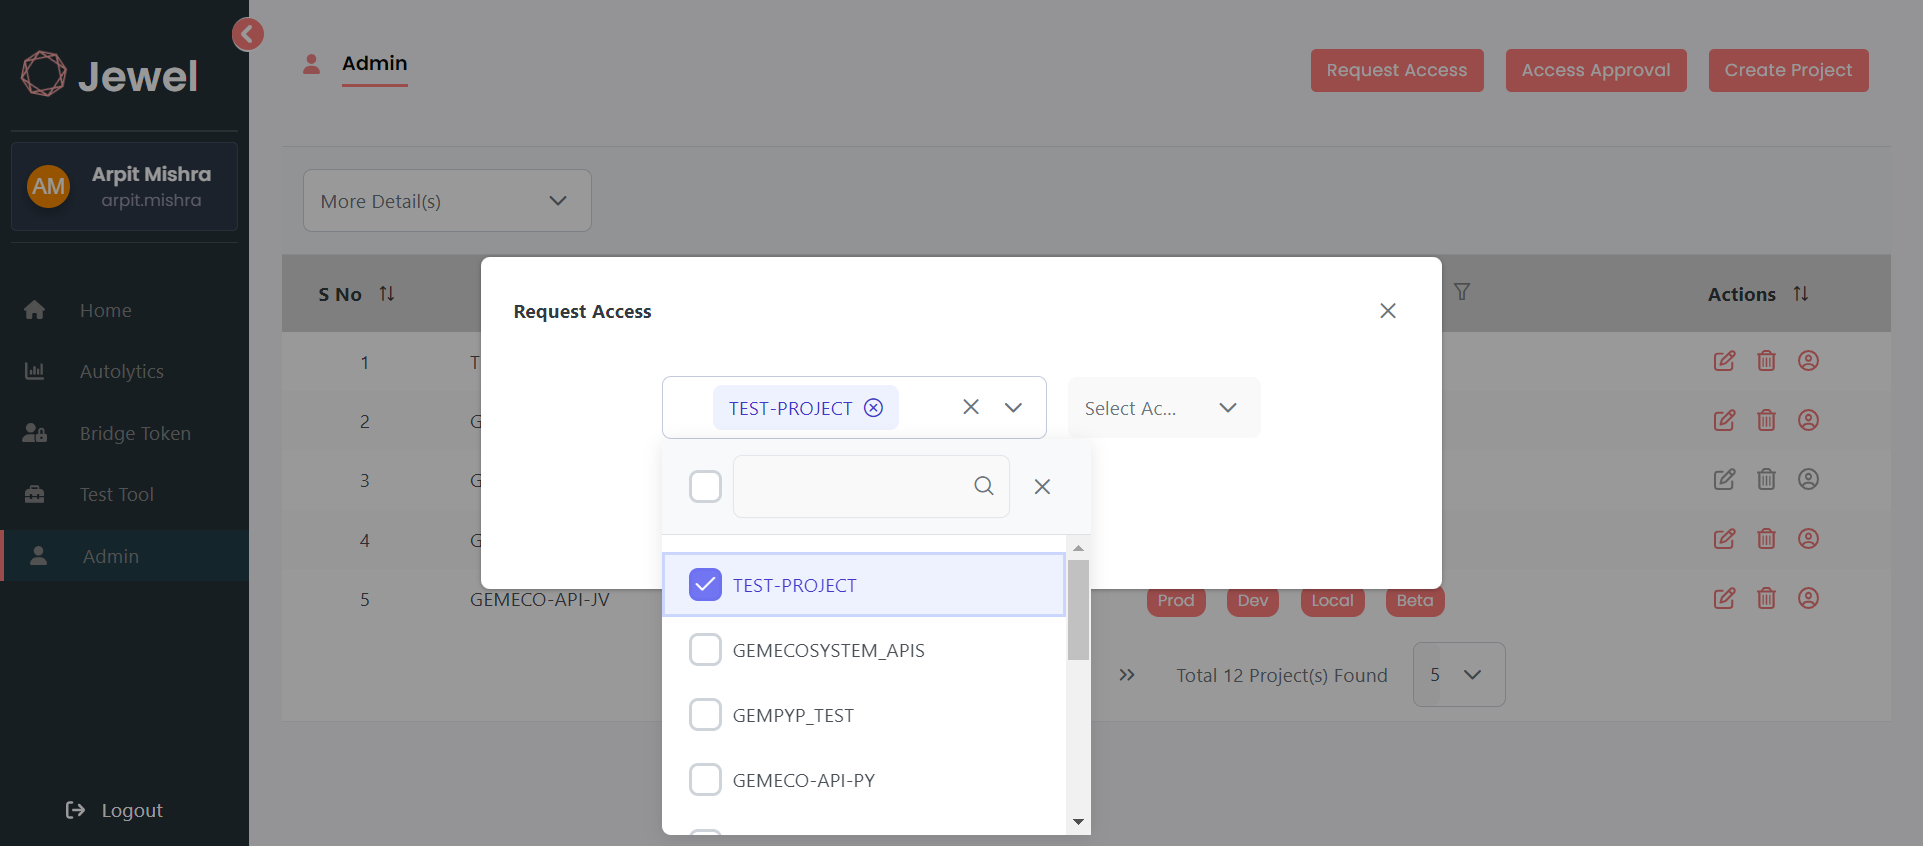 Jewel
AM
Arpit Mishra
arpit.mishra
Home
Autolytics
Bridge Token
Test Tool
Admin
Logout
Admin
Request Access
Access Approval
Create Project
More Detail(s)
S No
Actions
Request Access
TEST-PROJECT
Select Ac...
TEST-PROJECT
GEMECOSYSTEM_APIS
GEMPYP_TEST
GEMECO-API-PY
1 T
2 G
3 G
4 G
5 GEMECO-API-JV Prod Dev Local Beta
Total 12 Project(s) Found 5